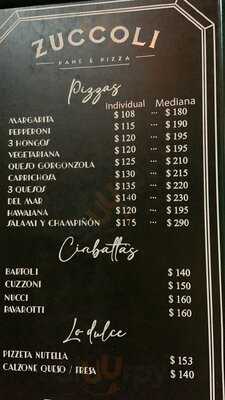 ZUCCOLI
PANE E PIZZA
Pizzas
Individual Mediana
MARGARITA $ 108 ... $ 180
PEPPERONI $ 115 ... $ 190
3 HONGOS $ 120 ... $ 195
VEGETARIANA $ 120 ... $ 195
QUESO GORGONZOLA $ 125 ... $ 210
CAPRICHOSA $ 130 ... $ 215
3 QUESOS $ 135 ... $ 220
DEL MAR $ 140 ... $ 230
HAWAIANA $ 120 ... $ 195
SALAMI Y CHAMPIÑÓN $175 ... $ 290
Ciabattas
BARTOLI $ 140
CUZZONI $ 150
NUCCI $ 160
PAVAROTTI $ 160
Lo dulce
PIZZETA NUTELLA $ 153
CALZONE QUESO / FRESA $ 140